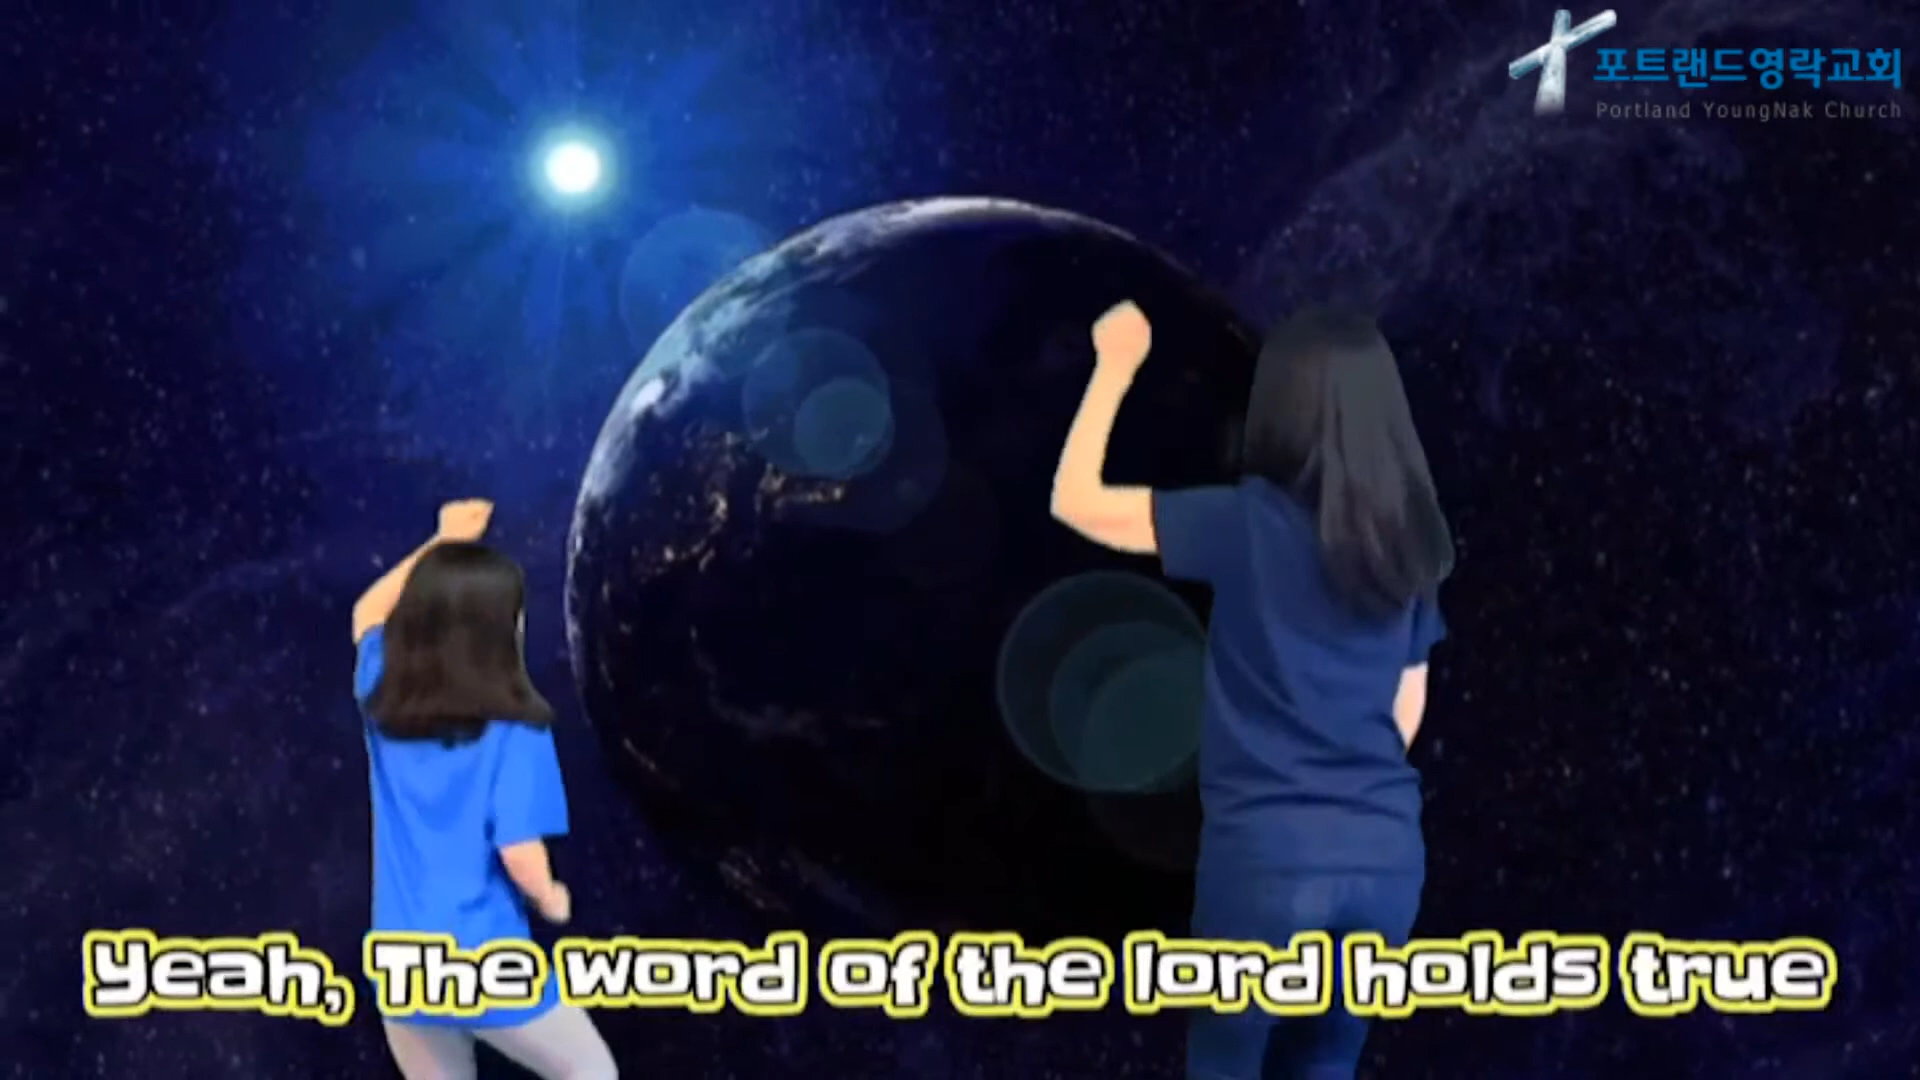 포트랜드영락교회
Portland YoungNak Church
Yeah, The word of the lord holds true